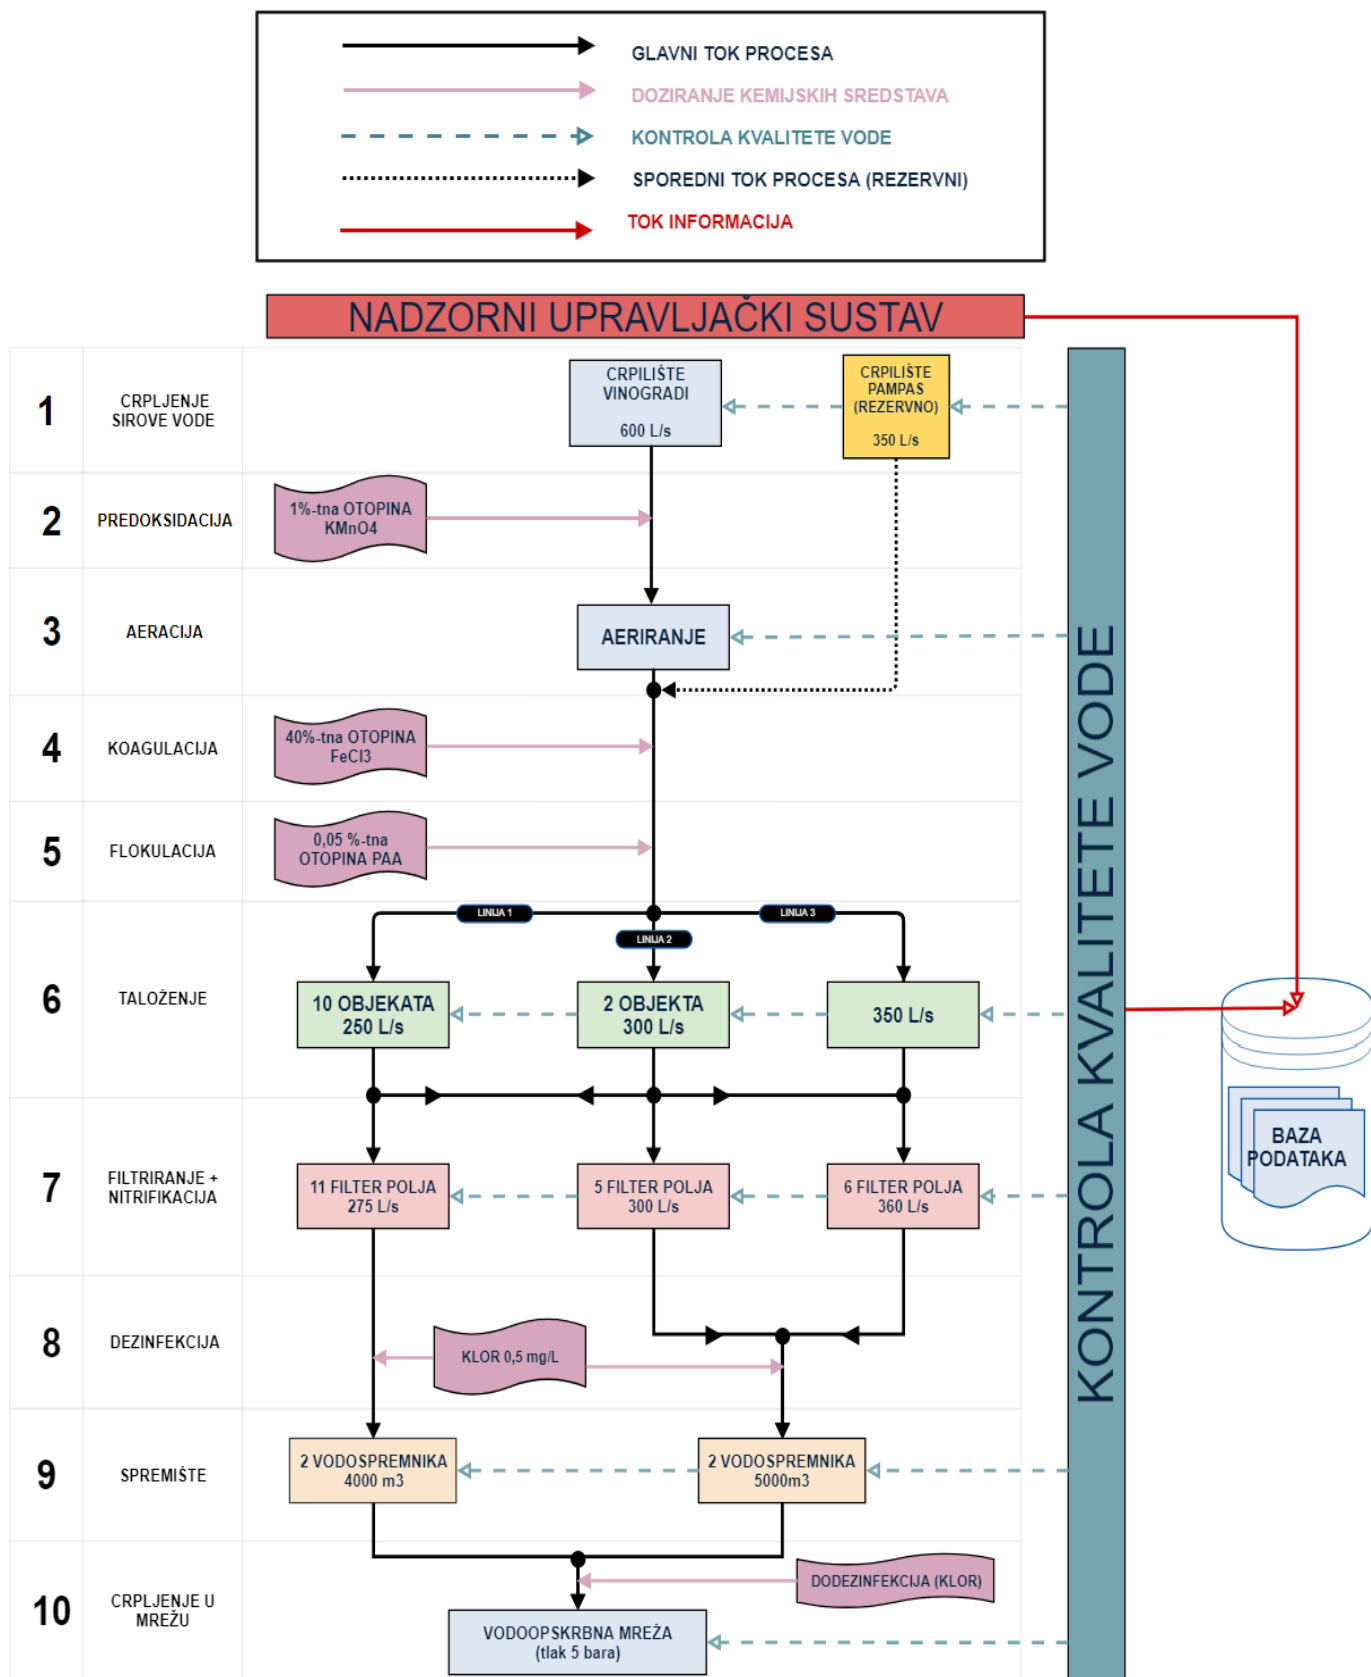 GLAVNI TOK PROCESA
DOZIRANJE KEMIJSKIH SREDSTAVA
KONTROLA KVALITETE VODE
SPOREDNI TOK PROCESA (REZERVNI)
TOK INFORMACIJA
NADZORNI UPRAVLJAČKI SUSTAV
1
CRPLJENJE
SIROVE VODE
CRPILIŠTE
VINOGRADI
600 L/s
CRPILIŠTE
PAMPAS
(REZERVNO)
350 L/s
2
PREDOKSIDACIJA
1%-tna OTOPINA
KMnO4
3
AERACIJA
AERIRANJE
4
KOAGULACIJA
40%-tna OTOPINA
FeCl3
5
FLOKULACIJA
0,05 %-tna
OTOPINA PAA
LINIJA 1
LINIJA 2
LINIJA 3
6
TALOŽENJE
10 OBJEKATA
250 L/s
2 OBJEKTA
300 L/s
350 L/s
7
FILTRIRANJE +
NITRIFIKACIJA
11 FILTER POLJA
275 L/s
5 FILTER POLJA
300 L/s
6 FILTER POLJA
360 L/s
8
DEZINFEKCIJA
KLOR 0,5 mg/L
9
SPREMIŠTE
2 VODOSPREMNIKA
4000 m3
2 VODOSPREMNIKA
5000m3
10
CRPLJENJE U
MREŽU
DODEZINFEKCIJA (KLOR)
VODOOPSKRBNA MREŽA
(tlak 5 bara)
KONTROLA KVALITETE VODE
BAZA
PODATAKA